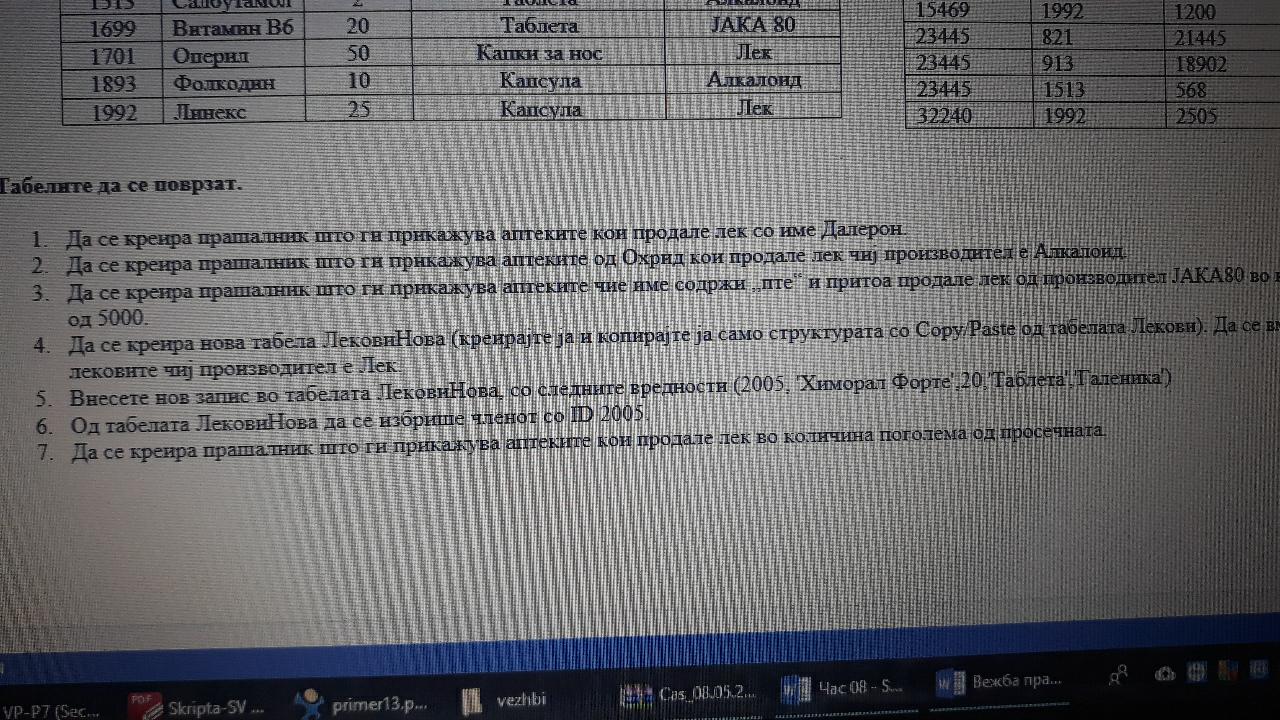 1513 Салбутамол 2 Таблета Алкалоид
1699 Витамин В6 20 Таблета ЈАКА 80
1701 Оперил 50 Капки за нос Лек
1893 Фолкодин 10 Капсула Алкалоид
1992 Линекс 25 Капсула Лек
15469 1992 1200
23445 821 21445
23445 913 18902
23445 1513 568
32240 1992 2505
Табелите да се поврзат.
1. Да се креира прашалник што ги прикажува аптеките кои продале лек со име Далерон.
2. Да се креира прашалник што ги прикажува аптеките од Охрид кои продале лек чиј производител е Алкалоид.
3. Да се креира прашалник што ги прикажува аптеките чие име содржи „пте“ и притоа продале лек од производител ЈАКА80 во
од 5000.
4. Да се креира нова табела ЛековиНова (креирајте ја и копирајте ја само структурата со Copy/Paste од табелата Лекови). Да се
лековите чиј производител е Лек.
5. Внесете нов запис во табелата ЛековиНова, со следните вредности (2005, 'Химорал Форте',20,'Таблета','Галеника')
6. Од табелата ЛековиНова да се избрише членот со ID 2005.
7. Да се креира прашалник што ги прикажува аптеките кои продале лек во количина поголема од просечната.
VP-P7 (Sec... Skripta-SV ... primer13.p... vezhbi Cas_08.05.2... Час 08 - S... Вежба пра...